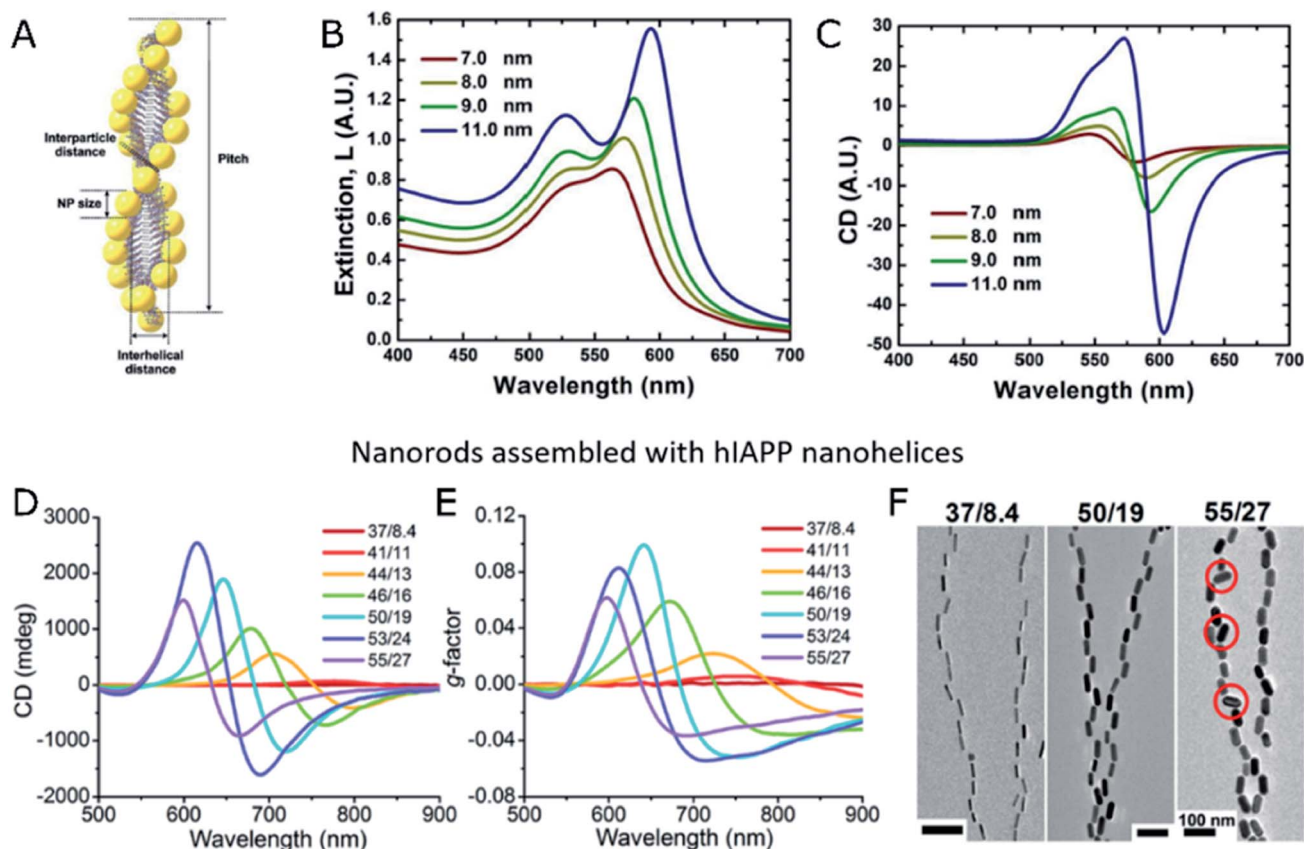 A
Interparticle
distance
NP size
Pitch
Interhelical
distance
B
Extinction, L (A.U.)
1.6
1.4
1.2
1.0
0.8
0.6
0.4
0.2
0.0
7.0 nm
8.0 nm
9.0 nm
11.0 nm
400 450 500 550 600 650 700
Wavelength (nm)
C
CD (A.U.)
30
20
10
0
-10
-20
-30
-40
-50
7.0 nm
8.0 nm
9.0 nm
11.0 nm
400 450 500 550 600 650 700
Wavelength (nm)
Nanorods assembled with hIAPP nanohelices
D
CD (mdeg)
3000
2000
1000
0
-1000
-2000
37/8.4
41/11
44/13
46/16
50/19
53/24
55/27
500 600 700 800 900
Wavelength (nm)
E
g-factor
0.12
0.08
0.04
0.00
-0.04
-0.08
37/8.4
41/11
44/13
46/16
50/19
53/24
55/27
500 600 700 800 900
Wavelength (nm)
F
37/8.4 50/19 55/27
100 nm